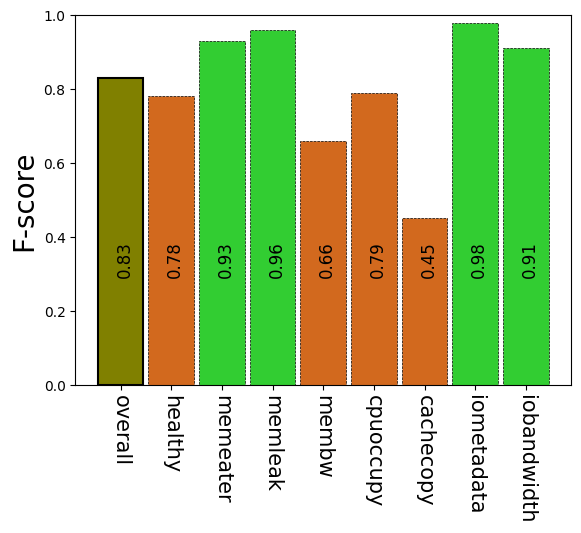 F-score
1.0
0.8
0.6
0.4
0.2
0.0
0.83
0.78
0.93
0.96
0.66
0.79
0.45
0.98
0.91
overall
healthy
memeater
memleak
membw
cpuoccupy
cachecopy
iometadata
iobandwidth